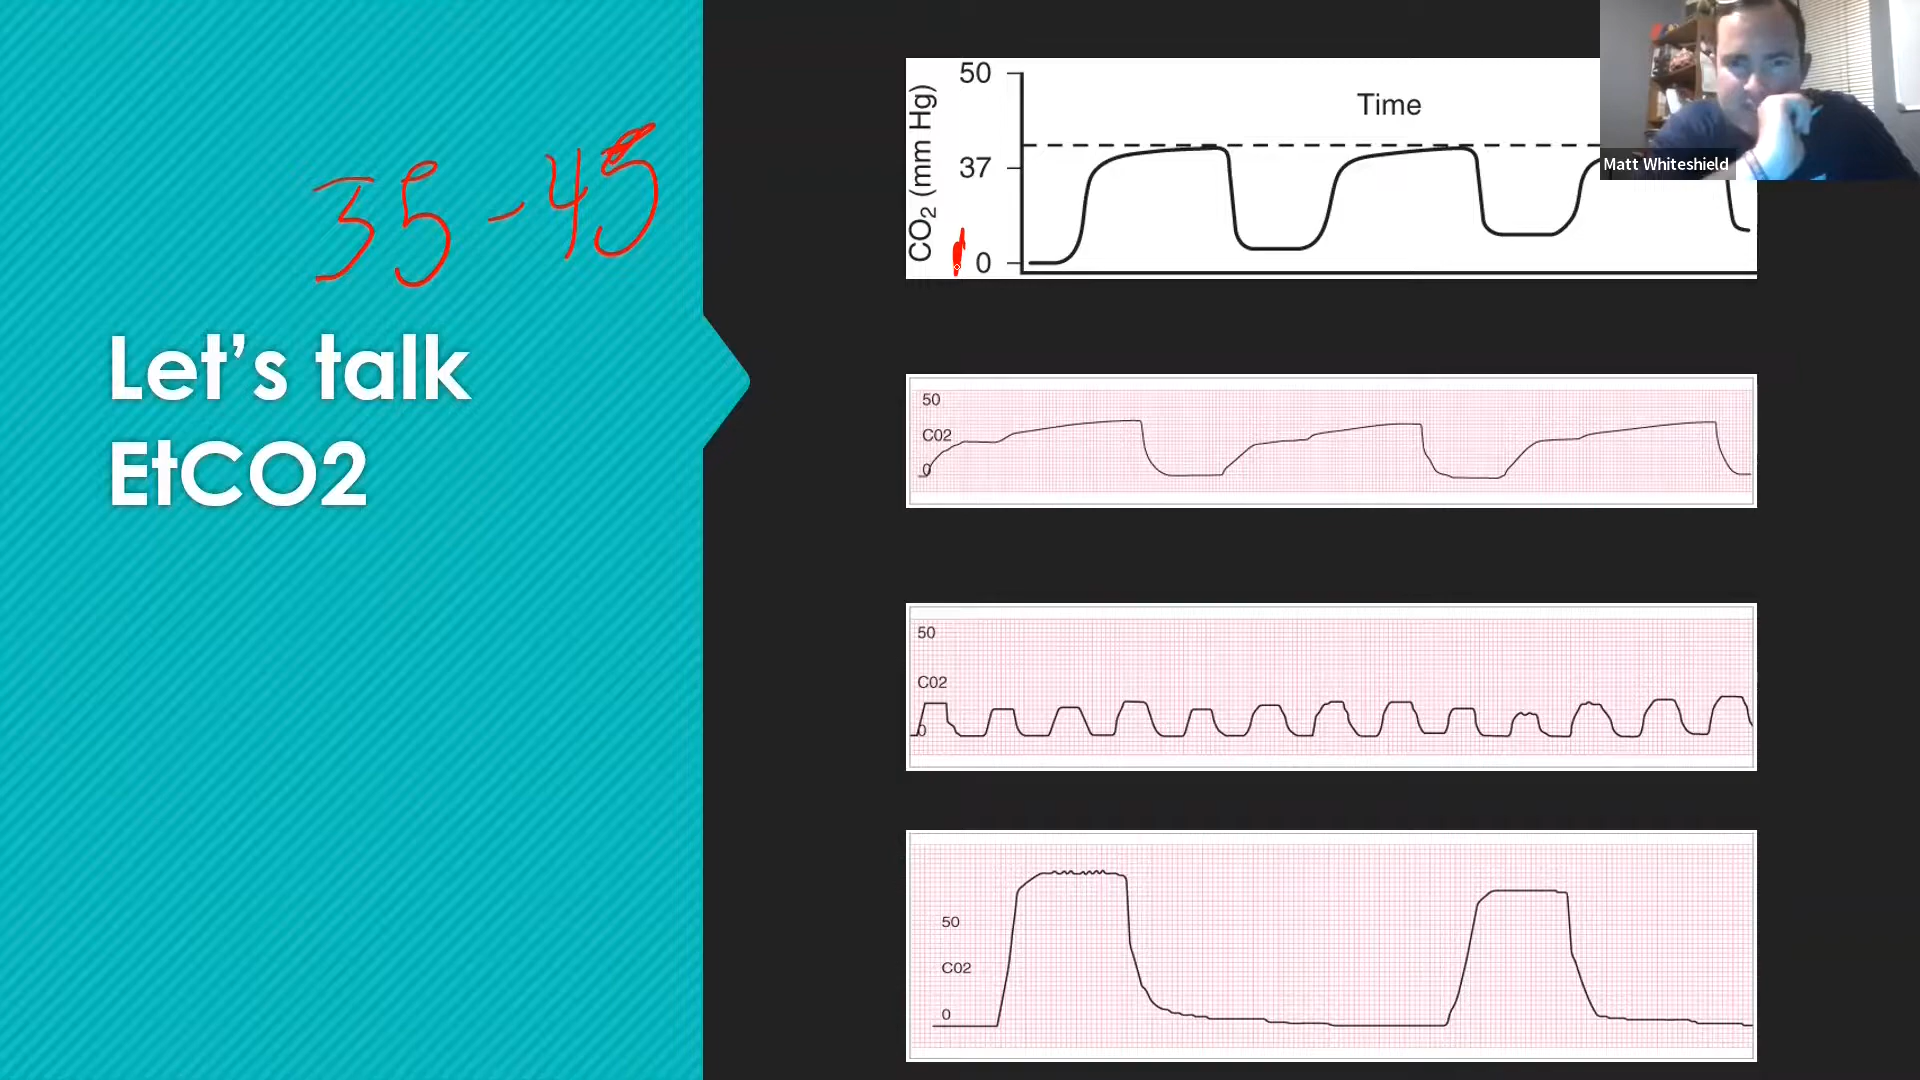 35-45
Let's talk
EtCO2
50
Time
37
CO₂ (mm Hg)
0
Matt Whiteshield
50
C02
0
50
C02
0
50
C02
0